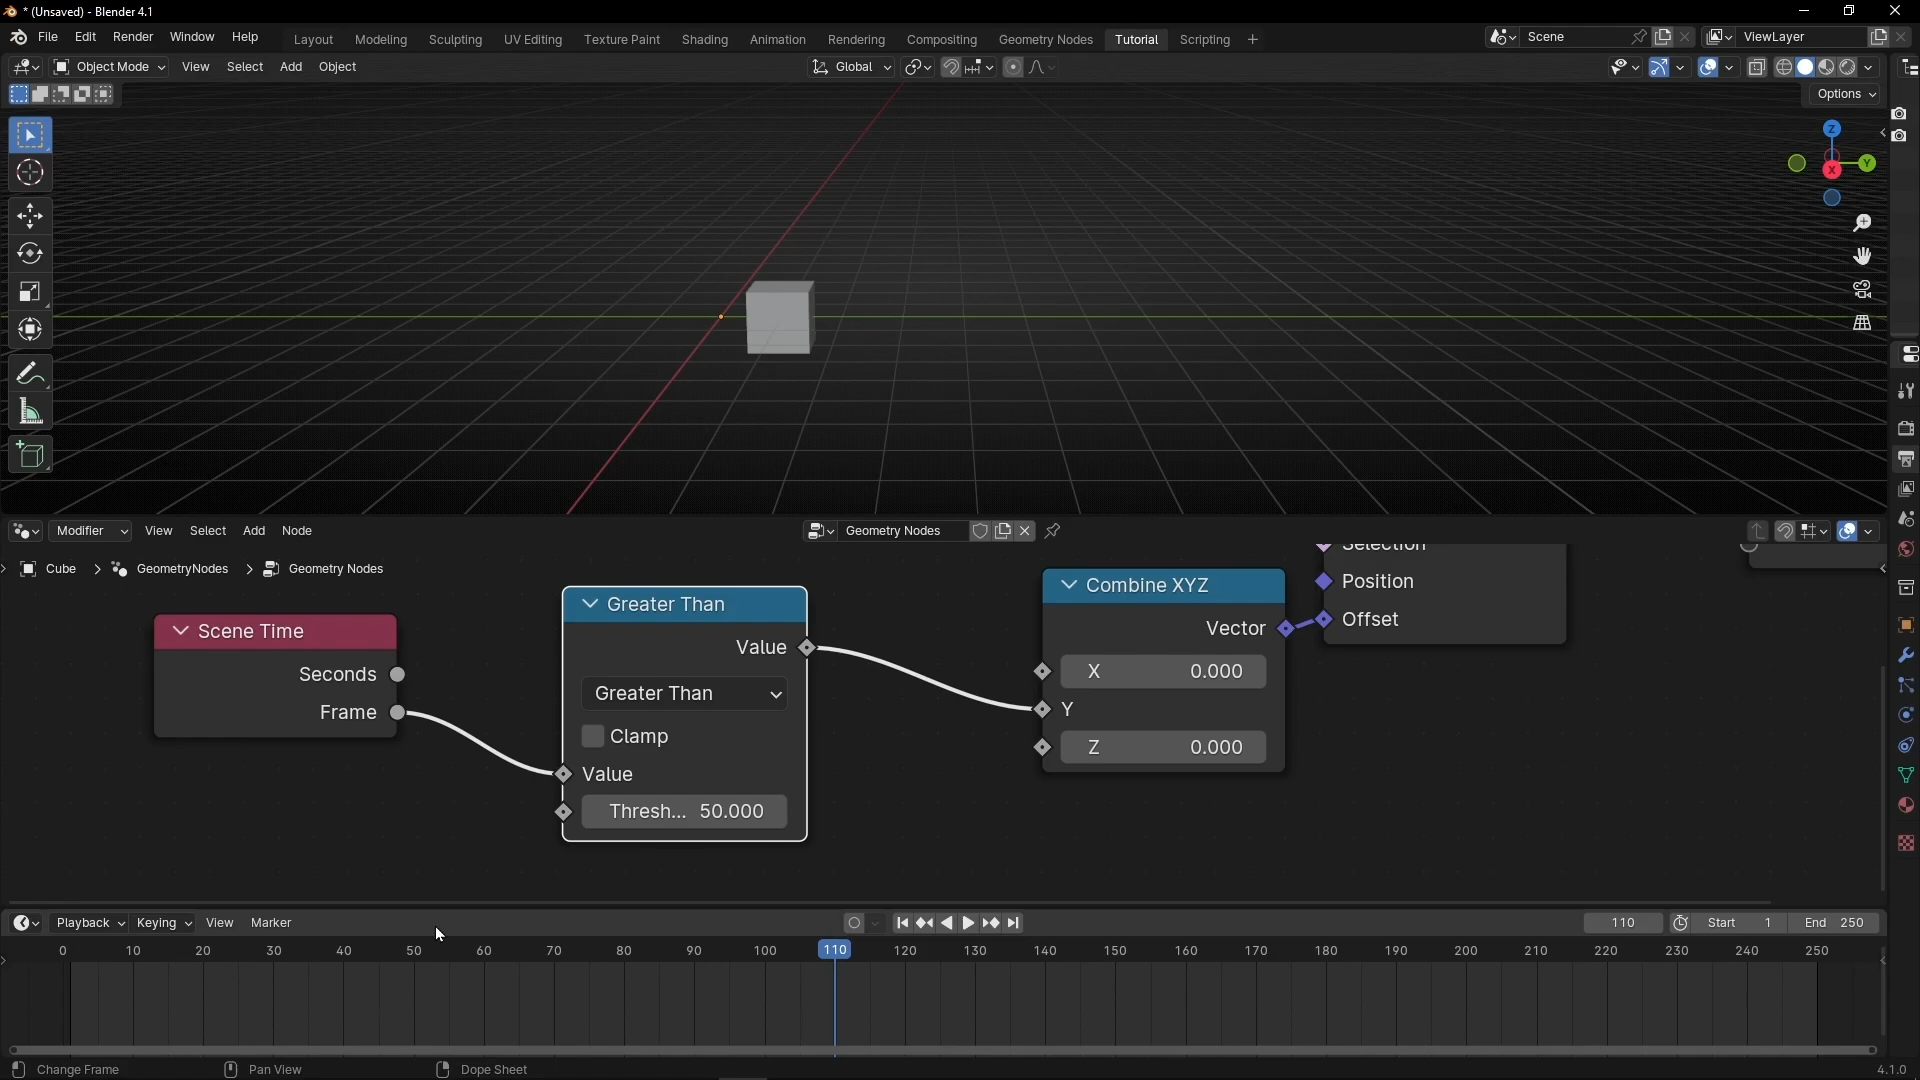 * (Unsaved) - Blender 4.1
File Edit Render Window Help Layout Modeling Sculpting UV Editing Texture Paint Shading Animation Rendering Compositing Geometry Nodes Tutorial Scripting + Scene ViewLayer
Object Mode View Select Add Object Global
Options
Z
Y
X
Modifier View Select Add Node Geometry Nodes
Cube > GeometryNodes > Geometry Nodes
Selection
Position
Offset
Scene Time
Seconds
Frame
Greater Than
Value
Greater Than
Clamp
Value
Thresh... 50.000
Combine XYZ
Vector
X 0.000
Y
Z 0.000
Playback Keying View Marker 110 Start 1 End 250
0 10 20 30 40 50 60 70 80 90 100 110 120 130 140 150 160 170 180 190 200 210 220 230 240 250
Change Frame Pan View Dope Sheet 4.1.0